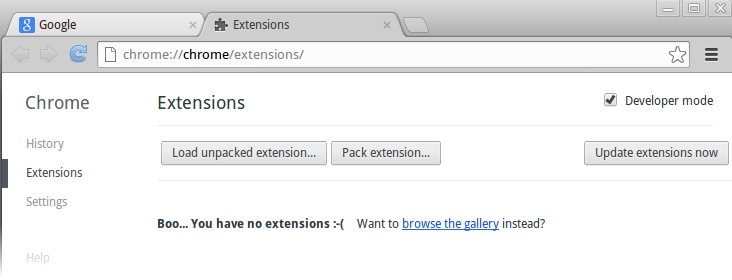 Google
Extensions
chrome://chrome/extensions/
Chrome
Extensions
Developer mode
History
Load unpacked extension...
Pack extension...
Update extensions now
Extensions
Settings
Boo... You have no extensions :-( Want to browse the gallery instead?
Help